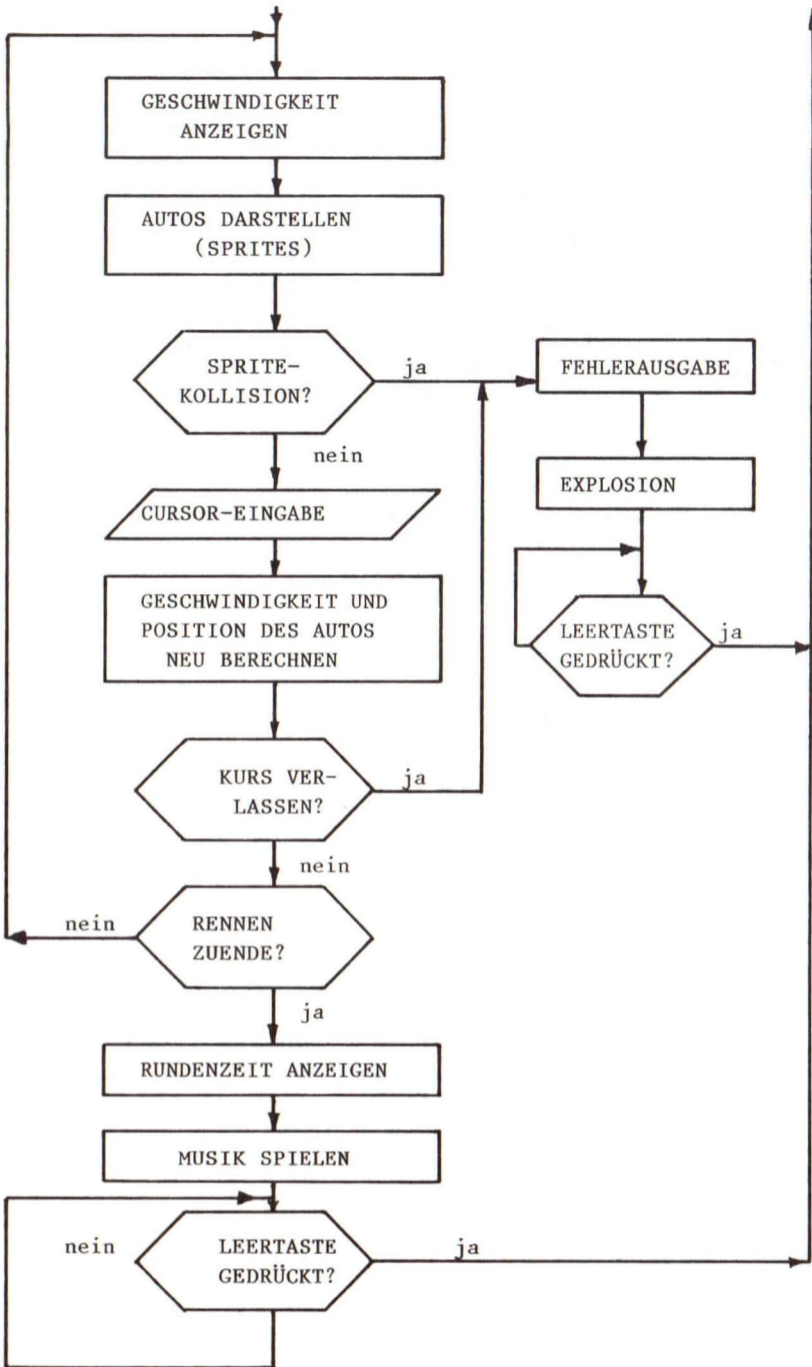 GESCHWINDIGKEIT
ANZEIGEN
AUTOS DARSTELLEN
(SPRITES)
SPRITE-
KOLLISION?
ja
nein
FEHLERAUSGABE
EXPLOSION
LEERTASTE
GEDRÜCKT?
ja
CURSOR-EINGABE
GESCHWINDIGKEIT UND
POSITION DES AUTOS
NEU BERECHNEN
KURS VER-
LASSEN?
ja
nein
RENNEN
ZUENDE?
nein
ja
RUNDENZEIT ANZEIGEN
MUSIK SPIELEN
LEERTASTE
GEDRÜCKT?
nein
ja